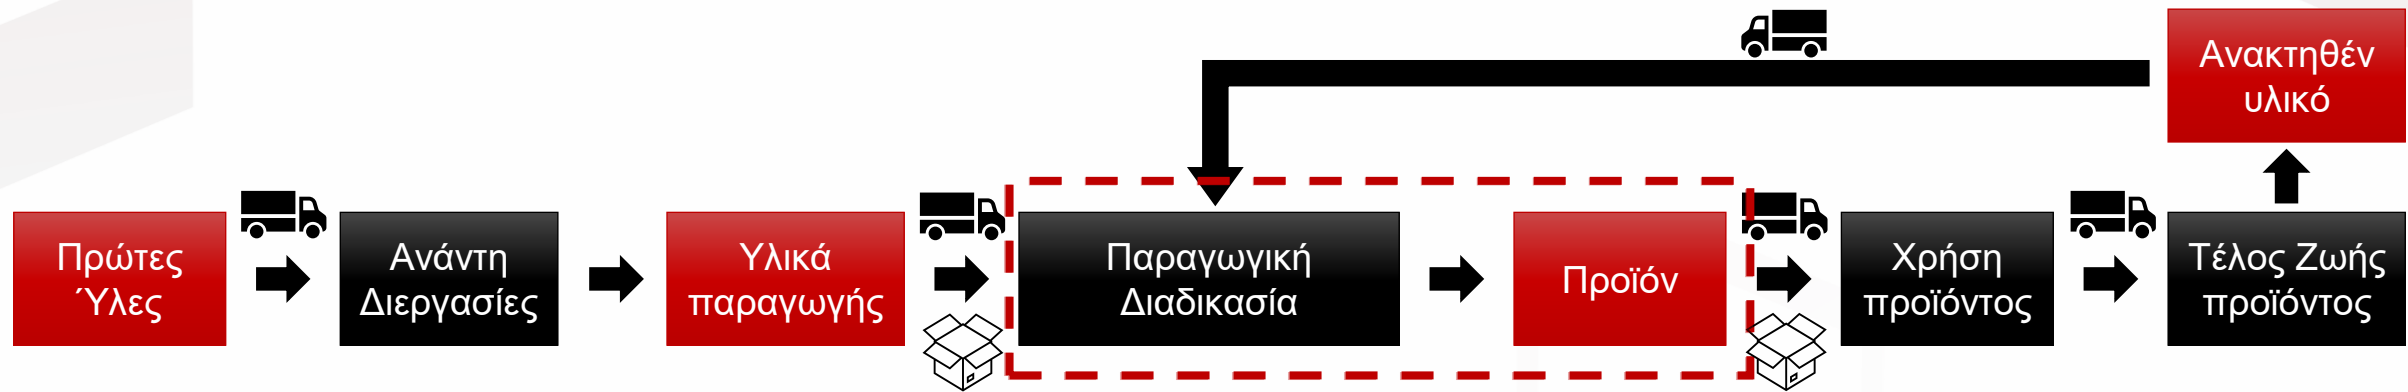 Ανακτηθέν
υλικό
Πρώτες
Ύλες
Ανάντη
Διεργασίες
Υλικά
παραγωγής
Παραγωγική
Διαδικασία
Προϊόν
Χρήση
προϊόντος
Τέλος Ζωής
προϊόντος